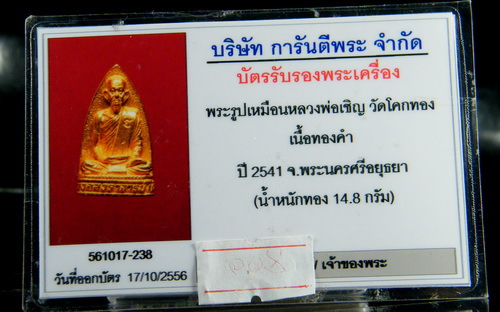 บริษัท การันตีพระ จำกัด
บัตรรับรองพระเครื่อง
พระรูปเหมือนหลวงพ่อเชิญ วัดโคกทอง
เนื้อทองคำ
ปี 2541 จ.พระนครศรีอยุธยา
(น้ำหนักทอง 14.8 กรัม)
561017-238
วันที่ออกบัตร 17/10/2556
/ เจ้าของพระ